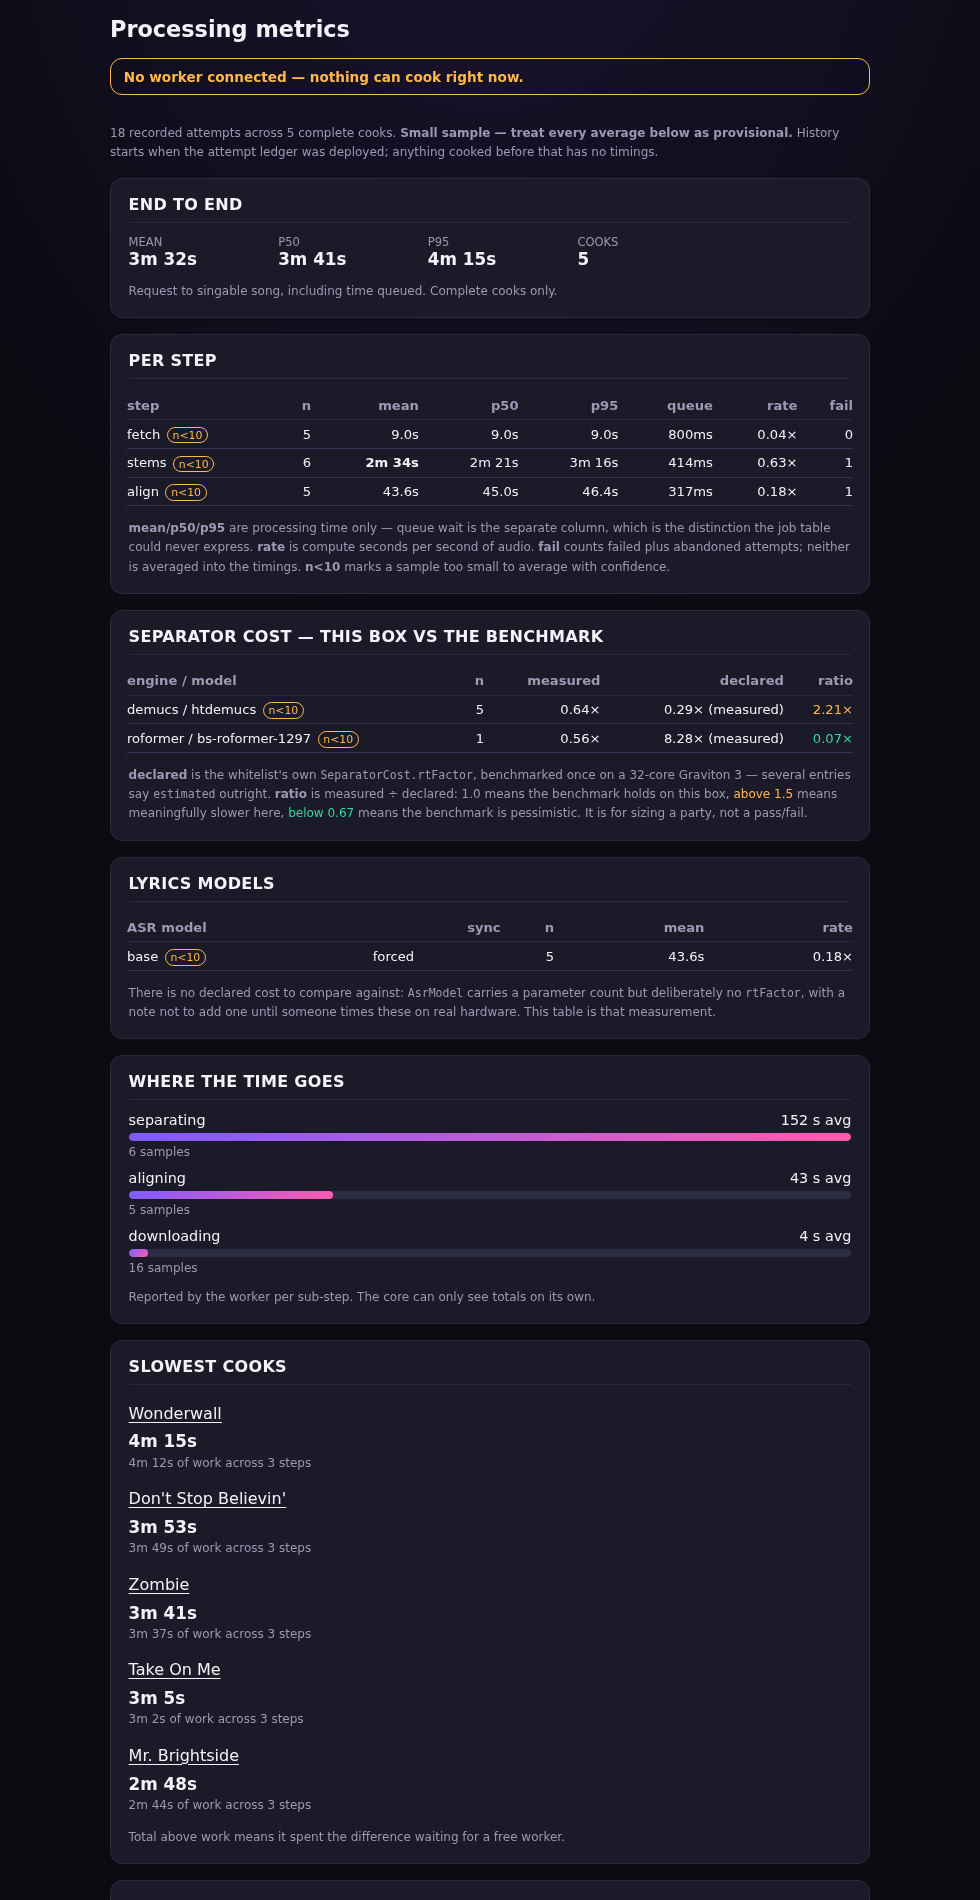 Processing metrics
No worker connected — nothing can cook right now.
18 recorded attempts across 5 complete cooks. Small sample — treat every average below as provisional. History
starts when the attempt ledger was deployed; anything cooked before that has no timings.
END TO END
MEAN P50 P95 COOKS
3m 32s 3m 41s 4m 15s 5
Request to singable song, including time queued. Complete cooks only.
PER STEP
step n mean p50 p95 queue rate fail
fetch n<10 5 9.0s 9.0s 9.0s 800ms 0.04× 0
stems n<10 6 2m 34s 2m 21s 3m 16s 414ms 0.63× 1
align n<10 5 43.6s 45.0s 46.4s 317ms 0.18× 1
mean/p50/p95 are processing time only — queue wait is the separate column, which is the distinction the job table
could never express. rate is compute seconds per second of audio. fail counts failed plus abandoned attempts; neither
is averaged into the timings. n<10 marks a sample too small to average with confidence.
SEPARATOR COST — THIS BOX VS THE BENCHMARK
engine / model n measured declared ratio
demucs / htdemucs n<10 5 0.64× 0.29× (measured) 2.21×
roformer / bs-roformer-1297 n<10 1 0.56× 8.28× (measured) 0.07×
declared is the whitelist's own SeparatorCost.rtFactor, benchmarked once on a 32-core Graviton 3 — several entries
say estimated outright. ratio is measured ÷ declared: 1.0 means the benchmark holds on this box, above 1.5 means
meaningfully slower here, below 0.67 means the benchmark is pessimistic. It is for sizing a party, not a pass/fail.
LYRICS MODELS
ASR model sync n mean rate
base n<10 forced 5 43.6s 0.18×
There is no declared cost to compare against: AsrModel carries a parameter count but deliberately no rtFactor, with a
note not to add one until someone times these on real hardware. This table is that measurement.
WHERE THE TIME GOES
separating 152 s avg
6 samples
aligning 43 s avg
5 samples
downloading 4 s avg
16 samples
Reported by the worker per sub-step. The core can only see totals on its own.
SLOWEST COOKS
Wonderwall
4m 15s
4m 12s of work across 3 steps
Don't Stop Believin'
3m 53s
3m 49s of work across 3 steps
Zombie
3m 41s
3m 37s of work across 3 steps
Take On Me
3m 5s
3m 2s of work across 3 steps
Mr. Brightside
2m 48s
2m 44s of work across 3 steps
Total above work means it spent the difference waiting for a free worker.